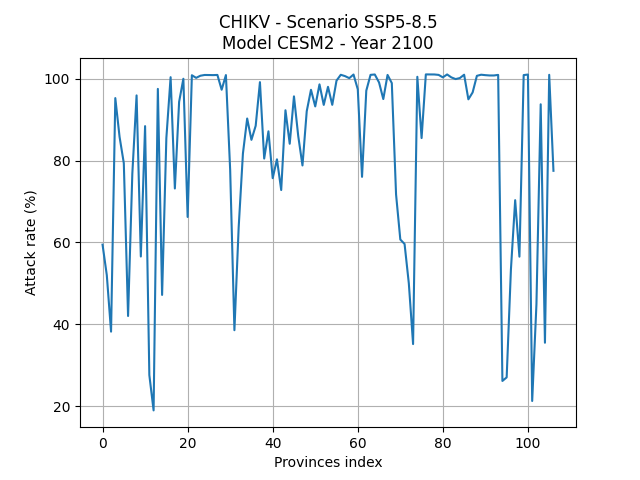 CHIKV - Scenario SSP5-8.5
Model CESM2 - Year 2100
Attack rate (%)
100
80
60
40
20
0 20 40 60 80 100
Provinces index